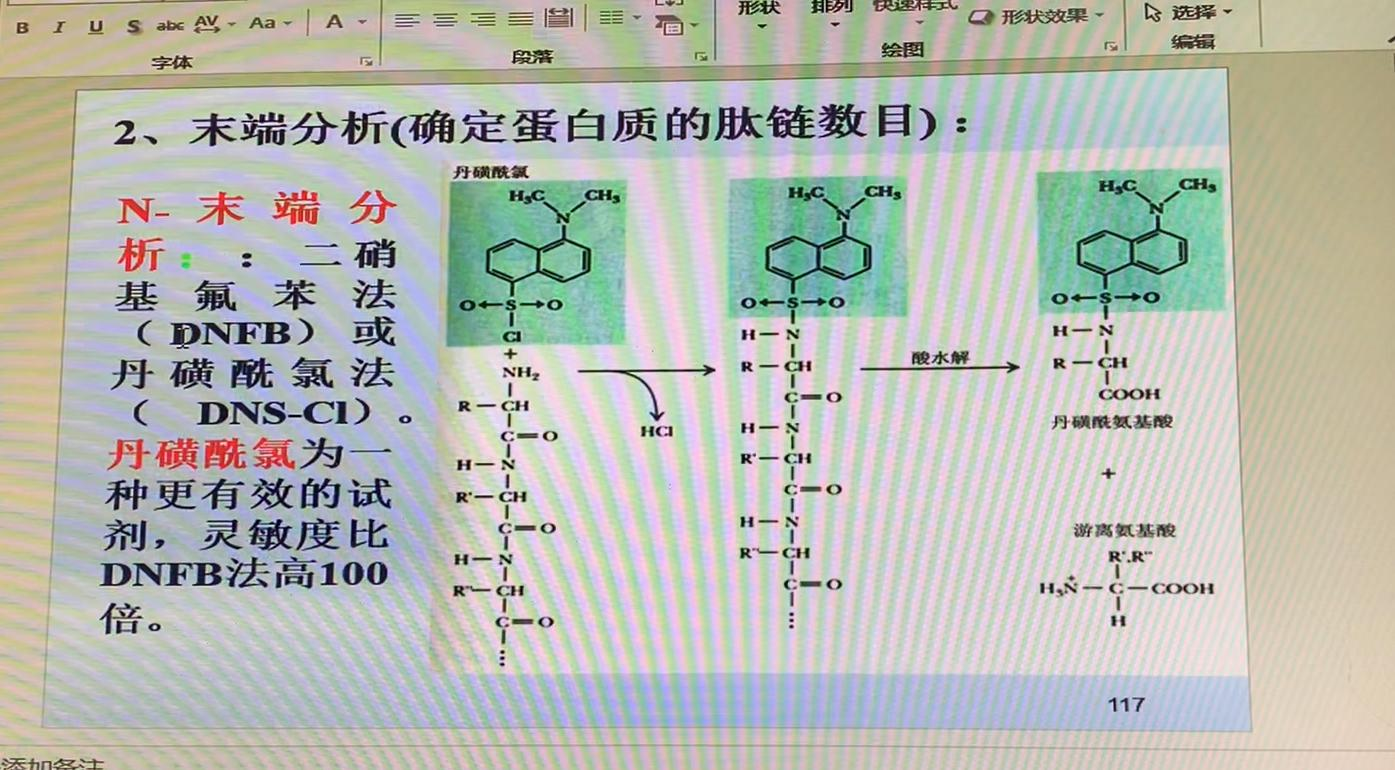 B I U S abc AV Aa A
形状 排列 快速样式
形状效果 选择
字体 段落 绘图 编辑
2、末端分析(确定蛋白质的肽链数目)：
N-末端分
析：：二硝
基氟苯法
（DNFB）或
丹磺酰氯法
（ DNS-Cl）。
丹磺酰氯为一
种更有效的试
剂，灵敏度比
DNFB法高100
倍。
丹磺酰氯
H₃C CH₃
N
O←S→O
Cl
+
NH₂
R—CH
C=O
H—N
R'—CH
C=O
H—N
R''—CH
C=O
⋮
HCl
H₃C CH₃
N
O←S→O
H—N
R—CH
C=O
H—N
R'—CH
C=O
H—N
R''—CH
C=O
⋮
酸水解
H₃C CH₃
N
O←S→O
H—N
R—CH
COOH
丹磺酰氨基酸
+
游离氨基酸
R'.R''
H₃N⁺—C—COOH
H
117
添加备注